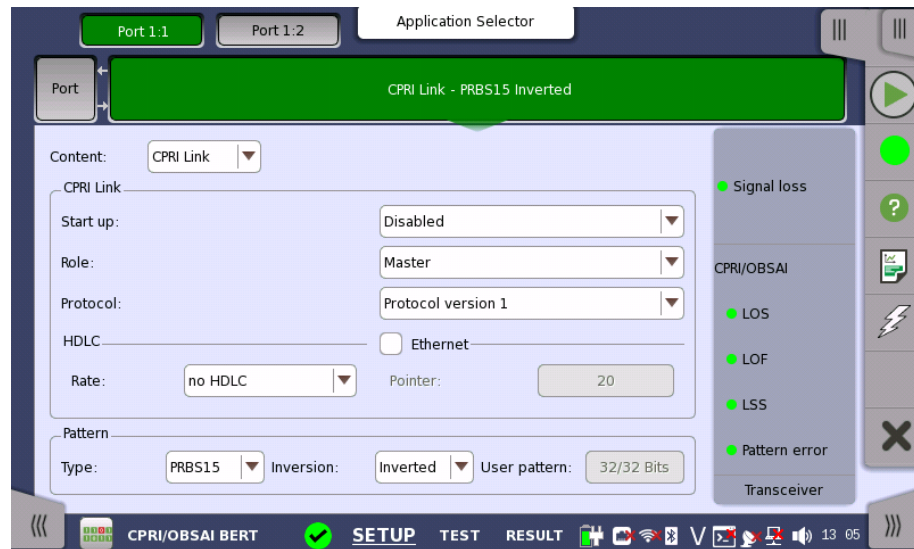 Port 1:1 Port 1:2 Application Selector
Port CPRI Link - PRBS15 Inverted
Content: CPRI Link
CPRI Link
Start up: Disabled
Role: Master
Protocol: Protocol version 1
HDLC Ethernet
Rate: no HDLC Pointer: 20
Pattern
Type: PRBS15 Inversion: Inverted User pattern: 32/32 Bits
Signal loss
CPRI/OBSAI
LOS
LOF
LSS
Pattern error
Transceiver
CPRI/OBSAI BERT SETUP TEST RESULT V 13 05